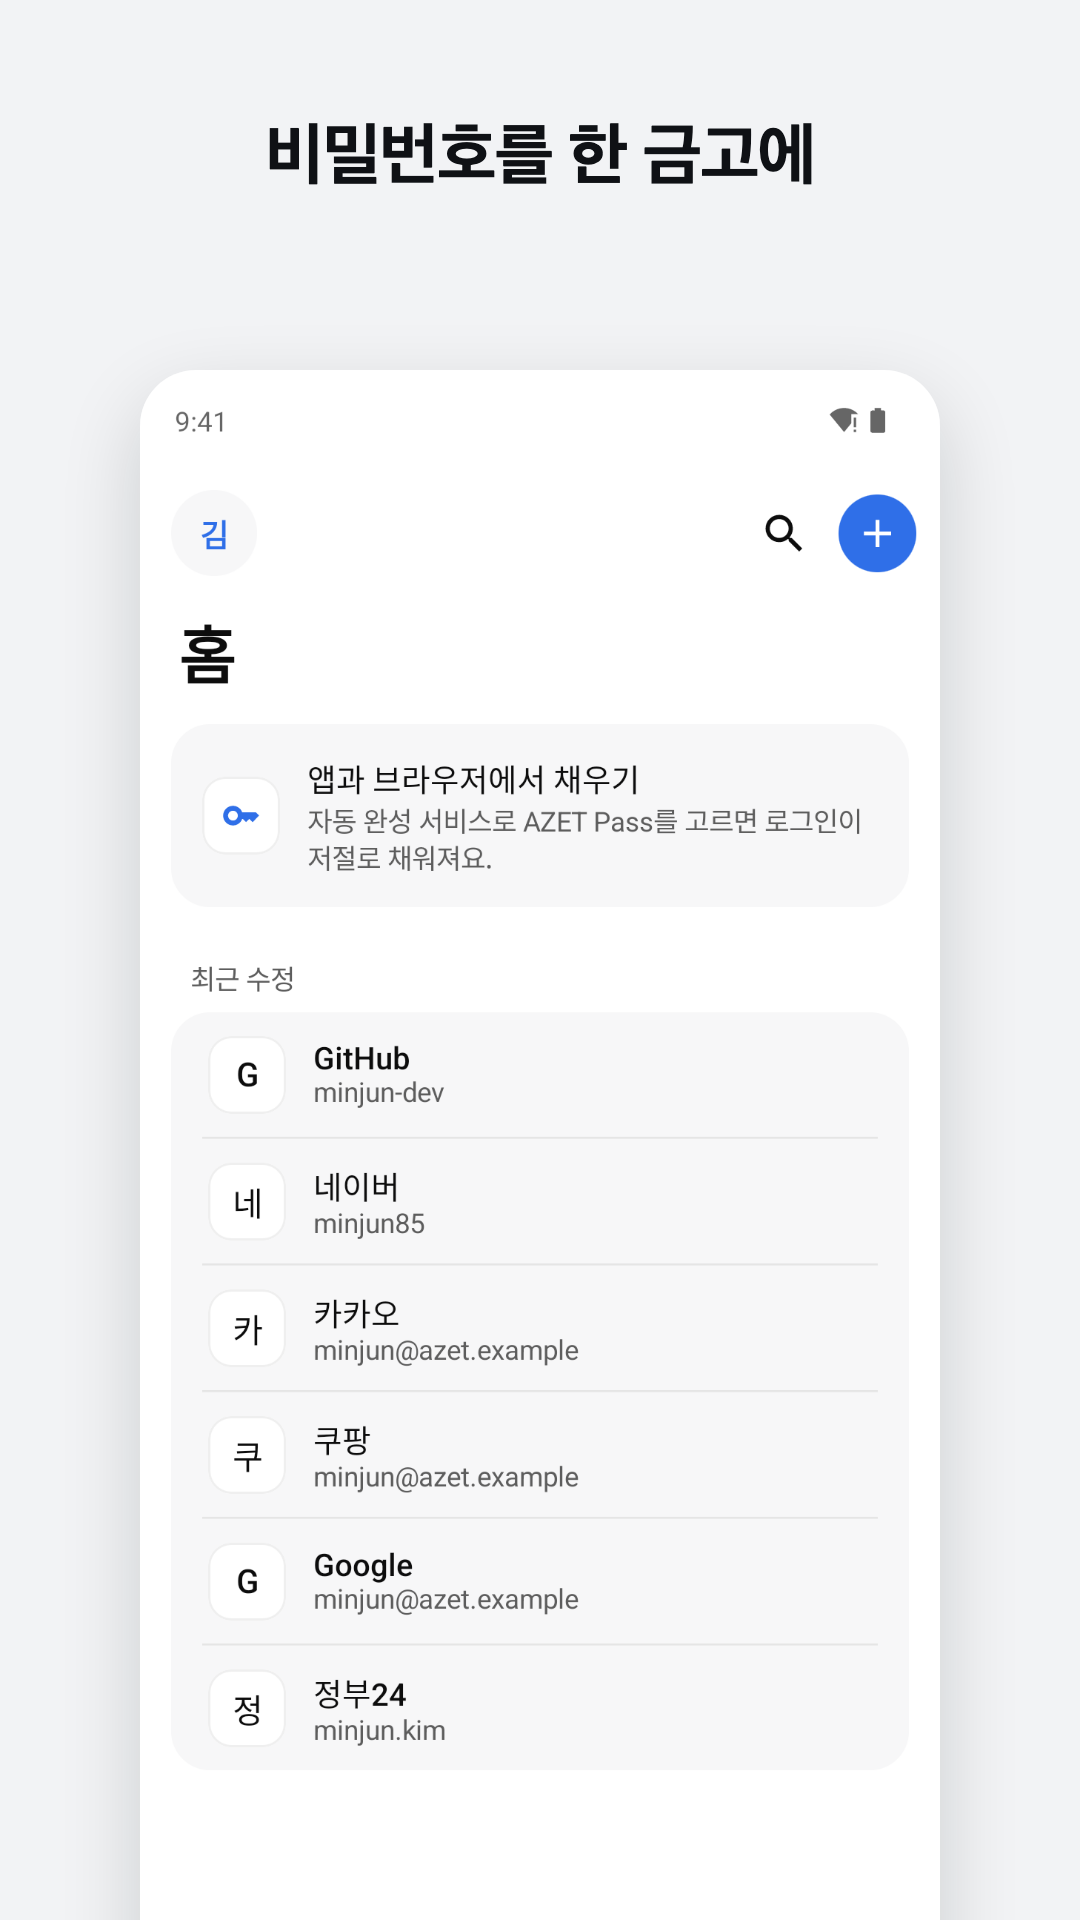 비밀번호를 한 금고에
9:41
김
홈
앱과 브라우저에서 채우기
자동 완성 서비스로 AZET Pass를 고르면 로그인이
저절로 채워져요.
최근 수정
G
GitHub
minjun-dev
네
네이버
minjun85
카
카카오
minjun@azet.example
쿠
쿠팡
minjun@azet.example
G
Google
minjun@azet.example
정
정부24
minjun.kim